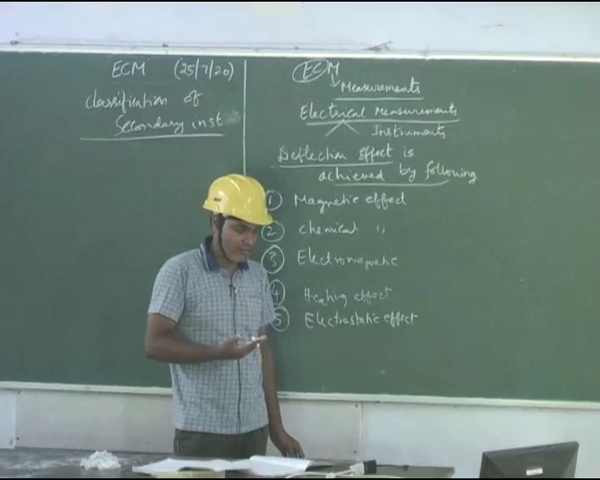 ECM (25/7/20)
Classification of
Secondary inst
ECM
Measurements
Electrical Measurements
Instruments
Deflection effect is
achieved by following
① Magnetic effect
② Chemical "
③ Electromagnetic
④ Heating effect
⑤ Electrostatic effect